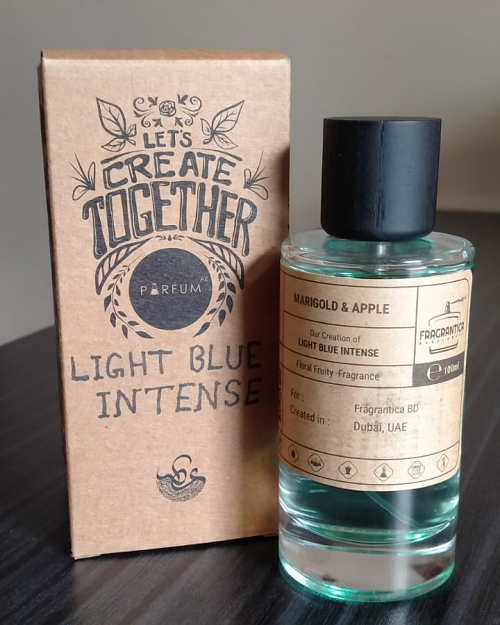 LET'S
CREATE
TOGETHER
PARFUM AE
LIGHT BLUE
INTENSE
MARIGOLD & APPLE
Our Creation of
LIGHT BLUE INTENSE
Floral Fruity Fragrance
FRAGRANTICA
100ml
For :
Fragrantica BD
Created in :
Dubai, UAE